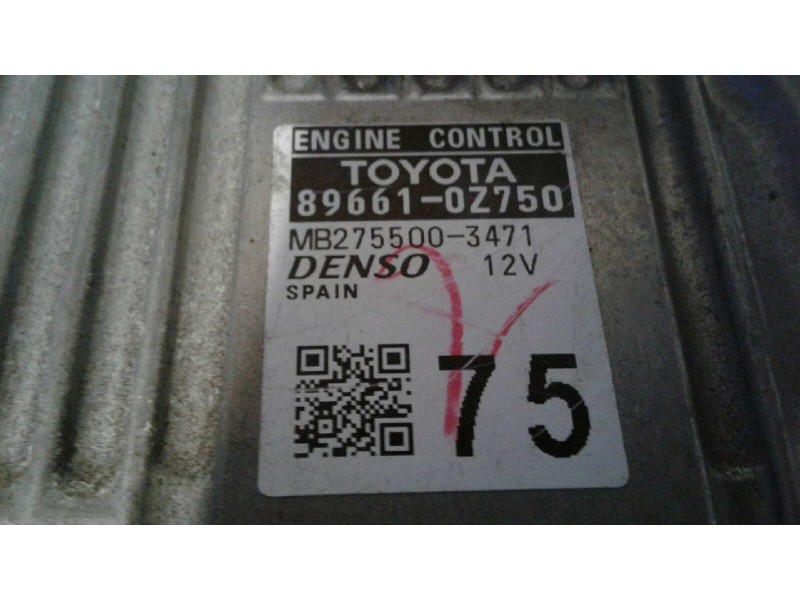 ENGINE CONTROL
TOYOTA
89661-0Z750
MB275500-3471
DENSO 12V
SPAIN
75